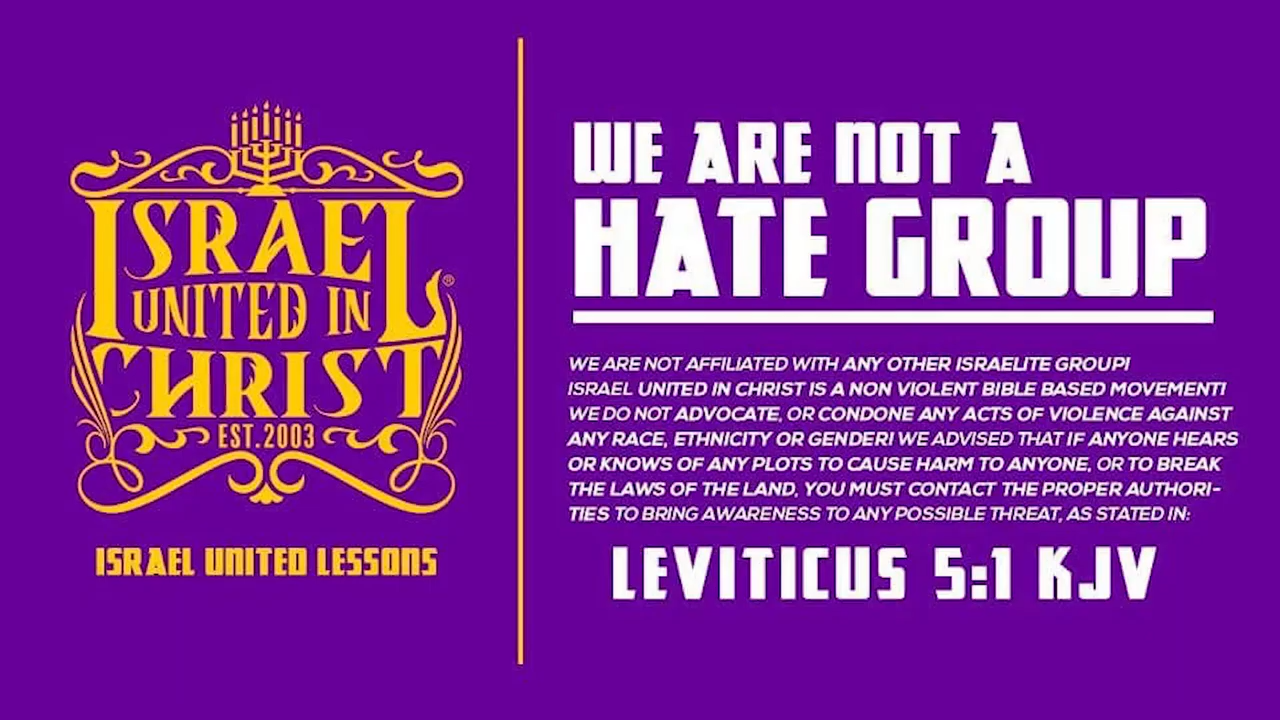 ISRAEL
UNITED IN
CHRIST
®
EST.2003
ISRAEL UNITED LESSONS
WE ARE NOT A
HATE GROUP
WE ARE NOT AFFILIATED WITH ANY OTHER ISRAELITE GROUP!
ISRAEL UNITED IN CHRIST IS A NON VIOLENT BIBLE BASED MOVEMENT!
WE DO NOT ADVOCATE, OR CONDONE ANY ACTS OF VIOLENCE AGAINST
ANY RACE, ETHNICITY OR GENDER! WE ADVISED THAT IF ANYONE HEARS
OR KNOWS OF ANY PLOTS TO CAUSE HARM TO ANYONE, OR TO BREAK
THE LAWS OF THE LAND, YOU MUST CONTACT THE PROPER AUTHORI-
TIES TO BRING AWARENESS TO ANY POSSIBLE THREAT, AS STATED IN:
LEVITICUS 5:1 KJV